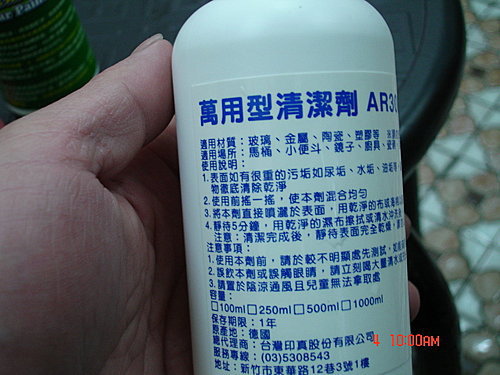 萬用型清潔劑 AR30
適用材質：玻璃、金屬、陶瓷、塑膠等
適用場所：馬桶、小便斗、鏡子、廚具、瓷磚
使用說明：
1.表面如有很重的污垢如尿垢、水垢、油垢等
物徹底清除乾淨
2.使用前搖一搖，使本劑混合均勻
3.將本劑直接噴灑於表面，用乾淨的布或
4.靜待5分鐘，用乾淨的濕布擦拭或清水沖洗
注意：清潔完成後，靜待表面完全乾燥，
注意事項：
1.使用本劑前，請於較不明顯處先測試，如
2.誤飲本劑或誤觸眼睛，請立刻喝大量清水或
3.請置於陰涼通風且兒童無法拿取處
容量：
□100ml □250ml □500ml □1000ml
保存期限：1年
原產地：德國
總代理商：台灣印真股份有限公司
服務專線：(03)5308543
地址：新竹市東華路12巷3號1樓
4 10:00AM